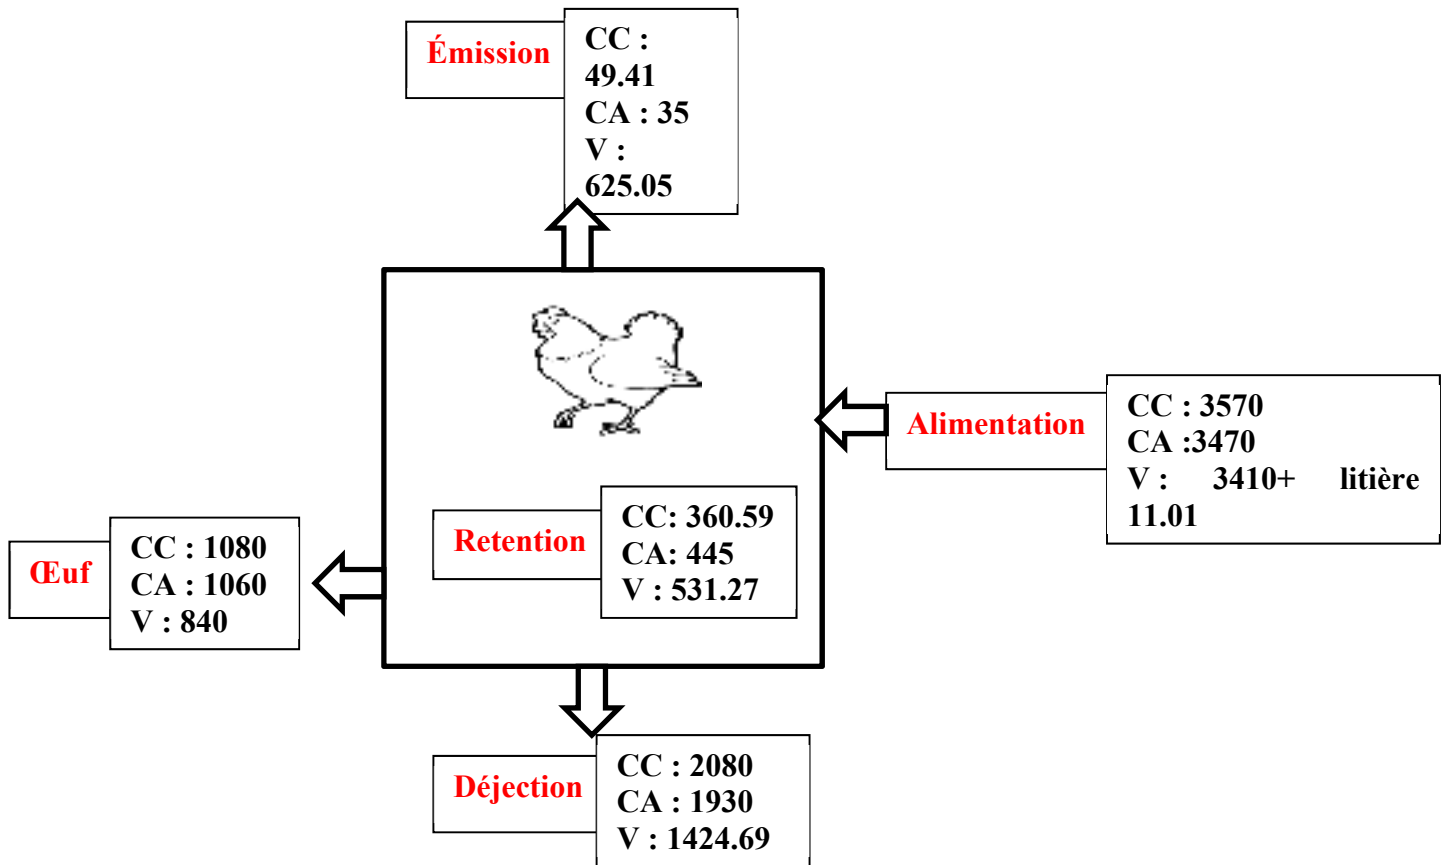 Émission
CC :
49.41
CA : 35
V :
625.05
Alimentation
CC : 3570
CA :3470
V : 3410+ litière
11.01
Retention
CC: 360.59
CA: 445
V : 531.27
Œuf
CC : 1080
CA : 1060
V : 840
Déjection
CC : 2080
CA : 1930
V : 1424.69